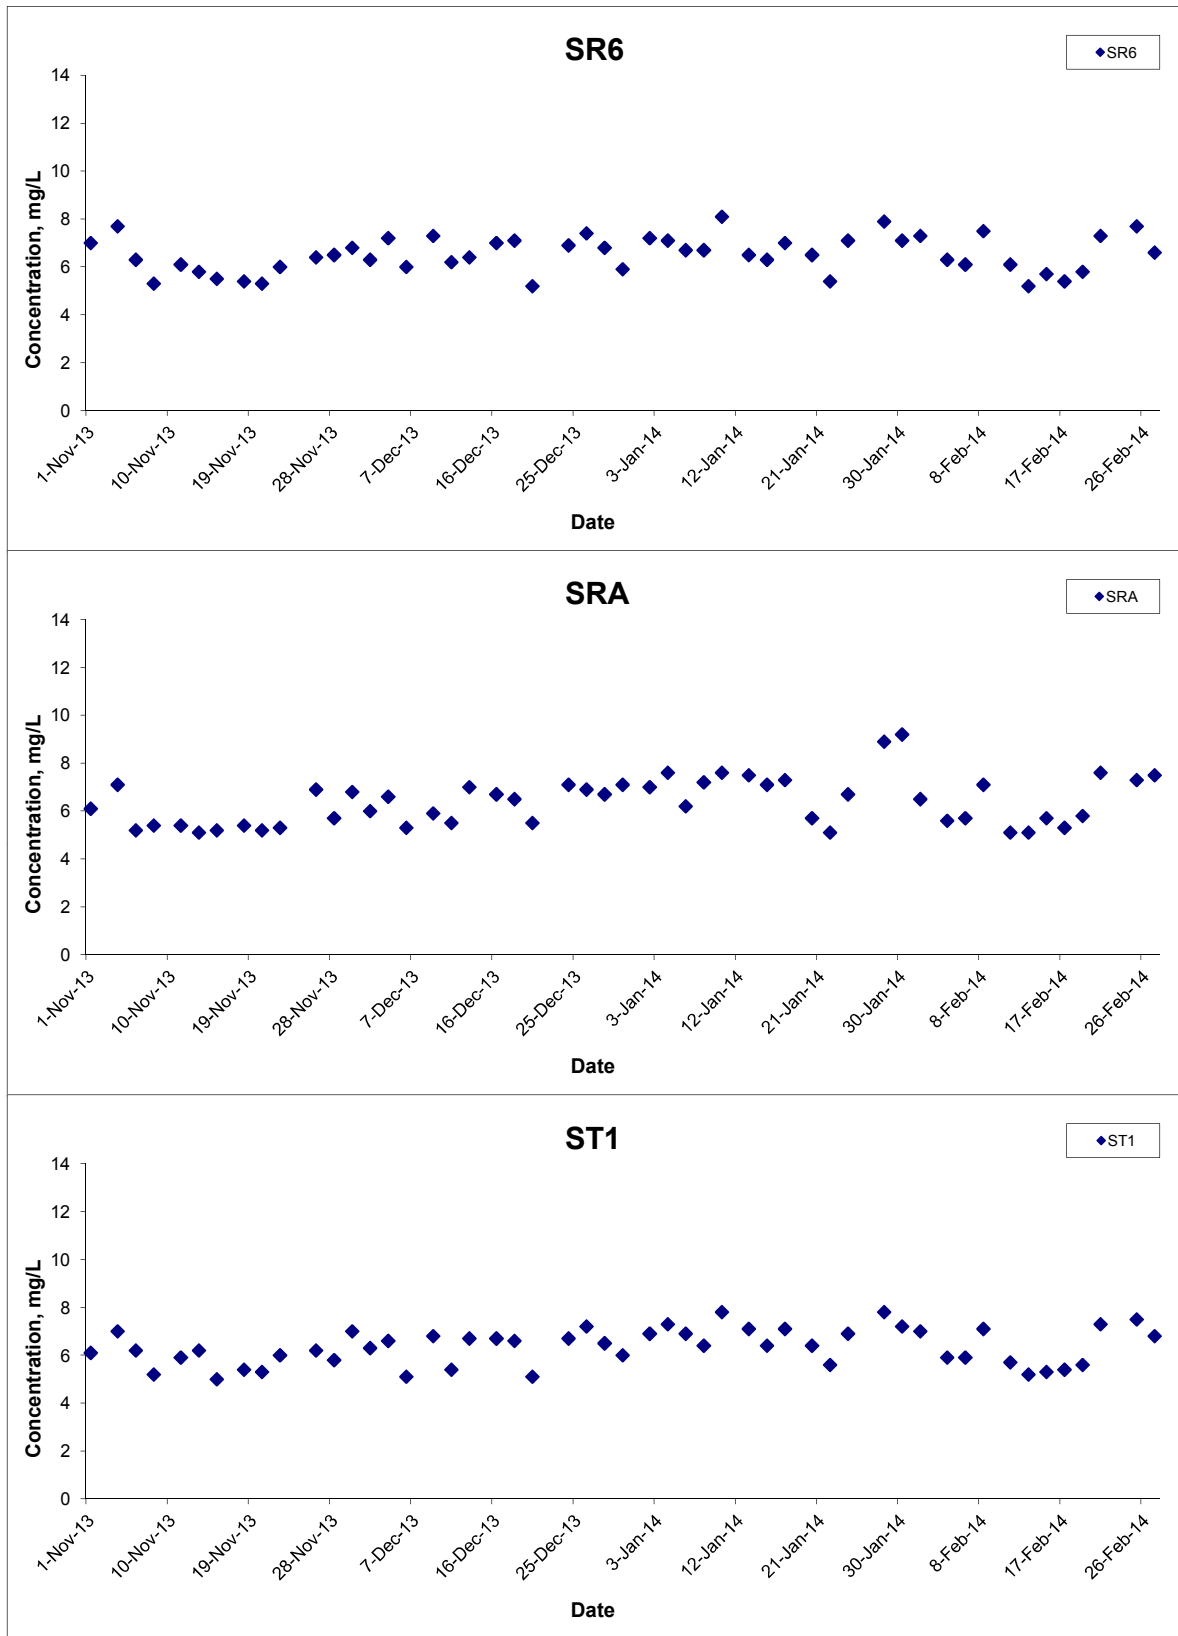 SR6
SR6
14
12
10
8
6
4
2
0
Concentration, mg/L
1-Nov-13
10-Nov-13
19-Nov-13
28-Nov-13
7-Dec-13
16-Dec-13
25-Dec-13
3-Jan-14
12-Jan-14
21-Jan-14
30-Jan-14
8-Feb-14
17-Feb-14
26-Feb-14
Date
SRA
SRA
14
12
10
8
6
4
2
0
Concentration, mg/L
1-Nov-13
10-Nov-13
19-Nov-13
28-Nov-13
7-Dec-13
16-Dec-13
25-Dec-13
3-Jan-14
12-Jan-14
21-Jan-14
30-Jan-14
8-Feb-14
17-Feb-14
26-Feb-14
Date
ST1
ST1
14
12
10
8
6
4
2
0
Concentration, mg/L
1-Nov-13
10-Nov-13
19-Nov-13
28-Nov-13
7-Dec-13
16-Dec-13
25-Dec-13
3-Jan-14
12-Jan-14
21-Jan-14
30-Jan-14
8-Feb-14
17-Feb-14
26-Feb-14
Date